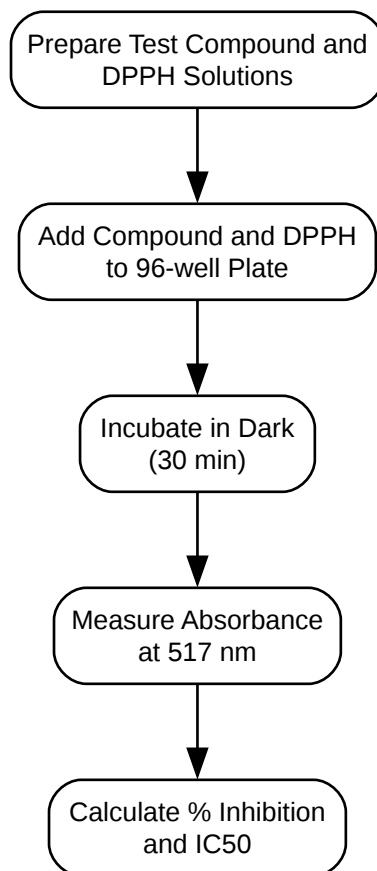 Prepare Test Compound and
DPPH Solutions
Add Compound and DPPH
to 96-well Plate
Incubate in Dark
(30 min)
Measure Absorbance
at 517 nm
Calculate % Inhibition
and IC50